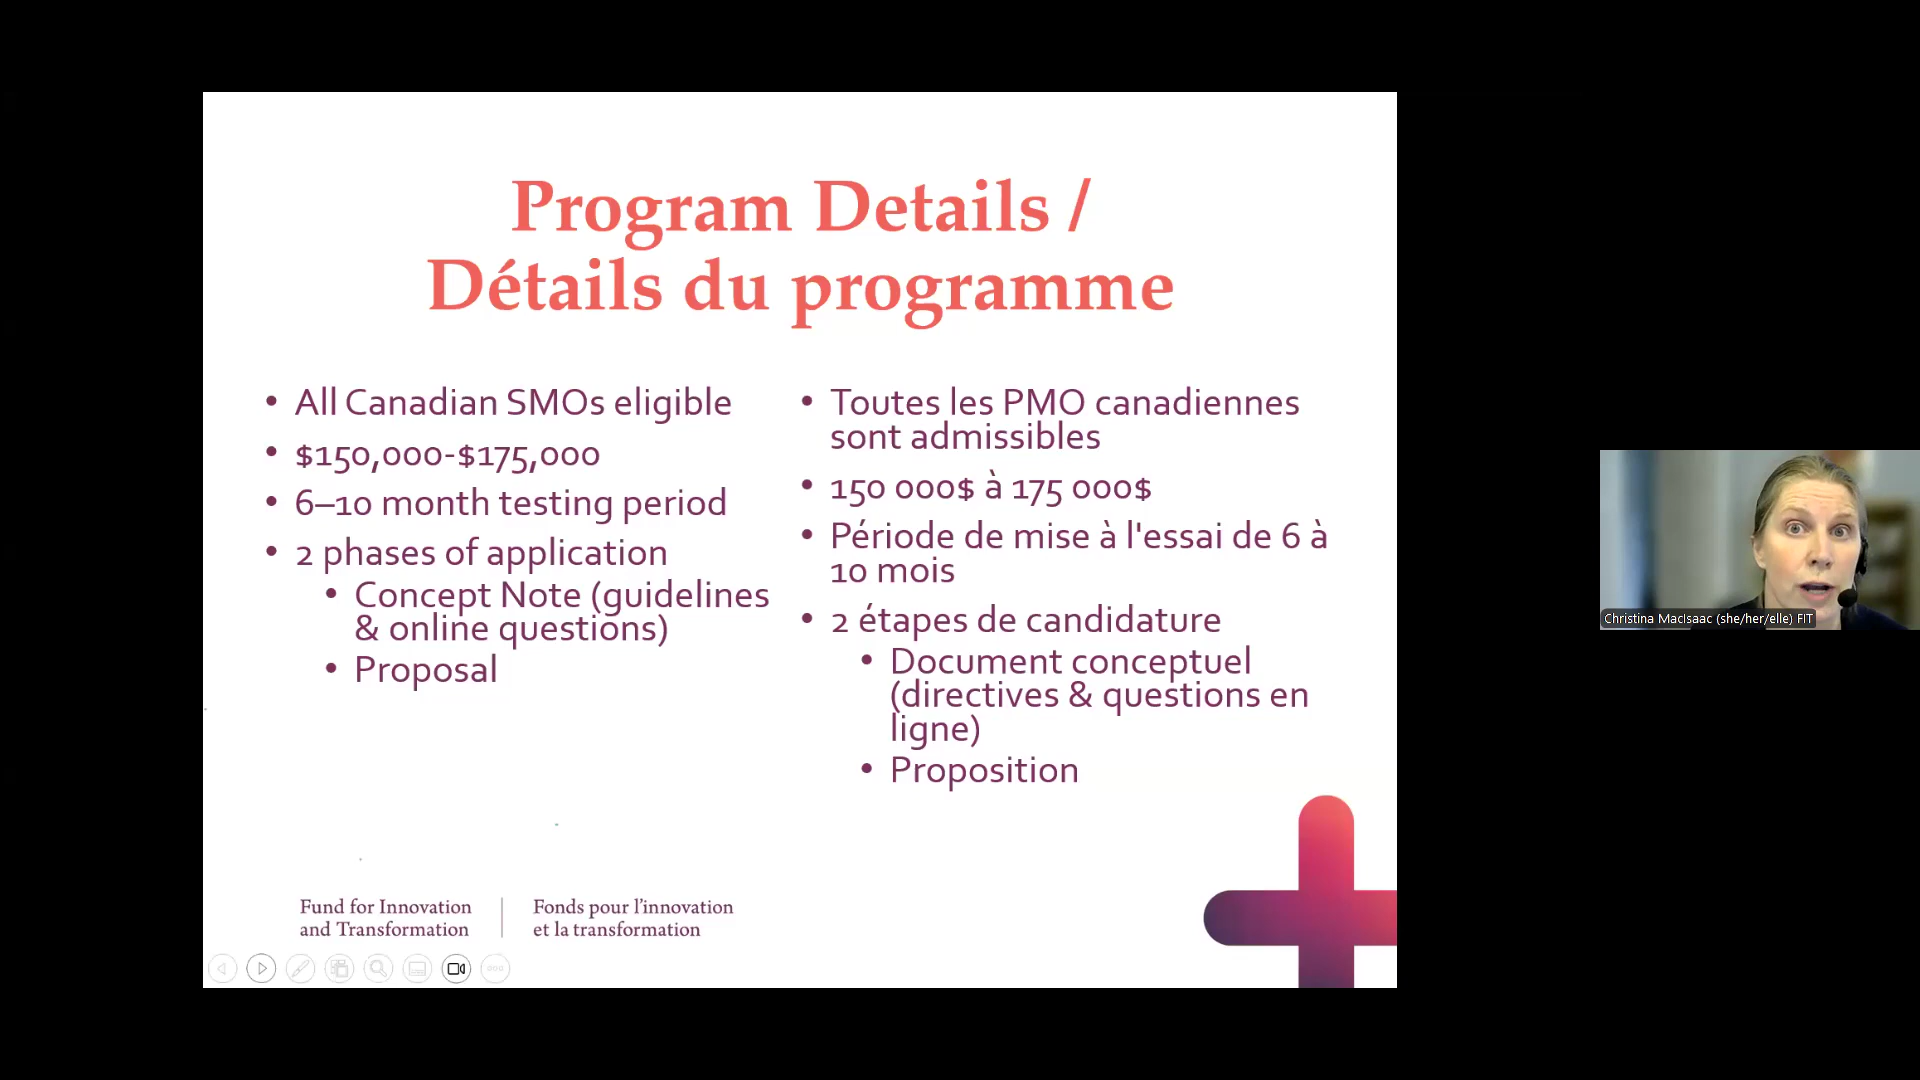 Program Details /
Détails du programme
• All Canadian SMOs eligible
• $150,000-$175,000
• 6–10 month testing period
• 2 phases of application
• Concept Note (guidelines
& online questions)
• Proposal
• Toutes les PMO canadiennes
sont admissibles
• 150 000$ à 175 000$
• Période de mise à l'essai de 6 à
10 mois
• 2 étapes de candidature
• Document conceptuel
(directives & questions en
ligne)
• Proposition
Fund for Innovation
and Transformation
Fonds pour l’innovation
et la transformation
Christina MacIsaac (she/her/elle) FIT